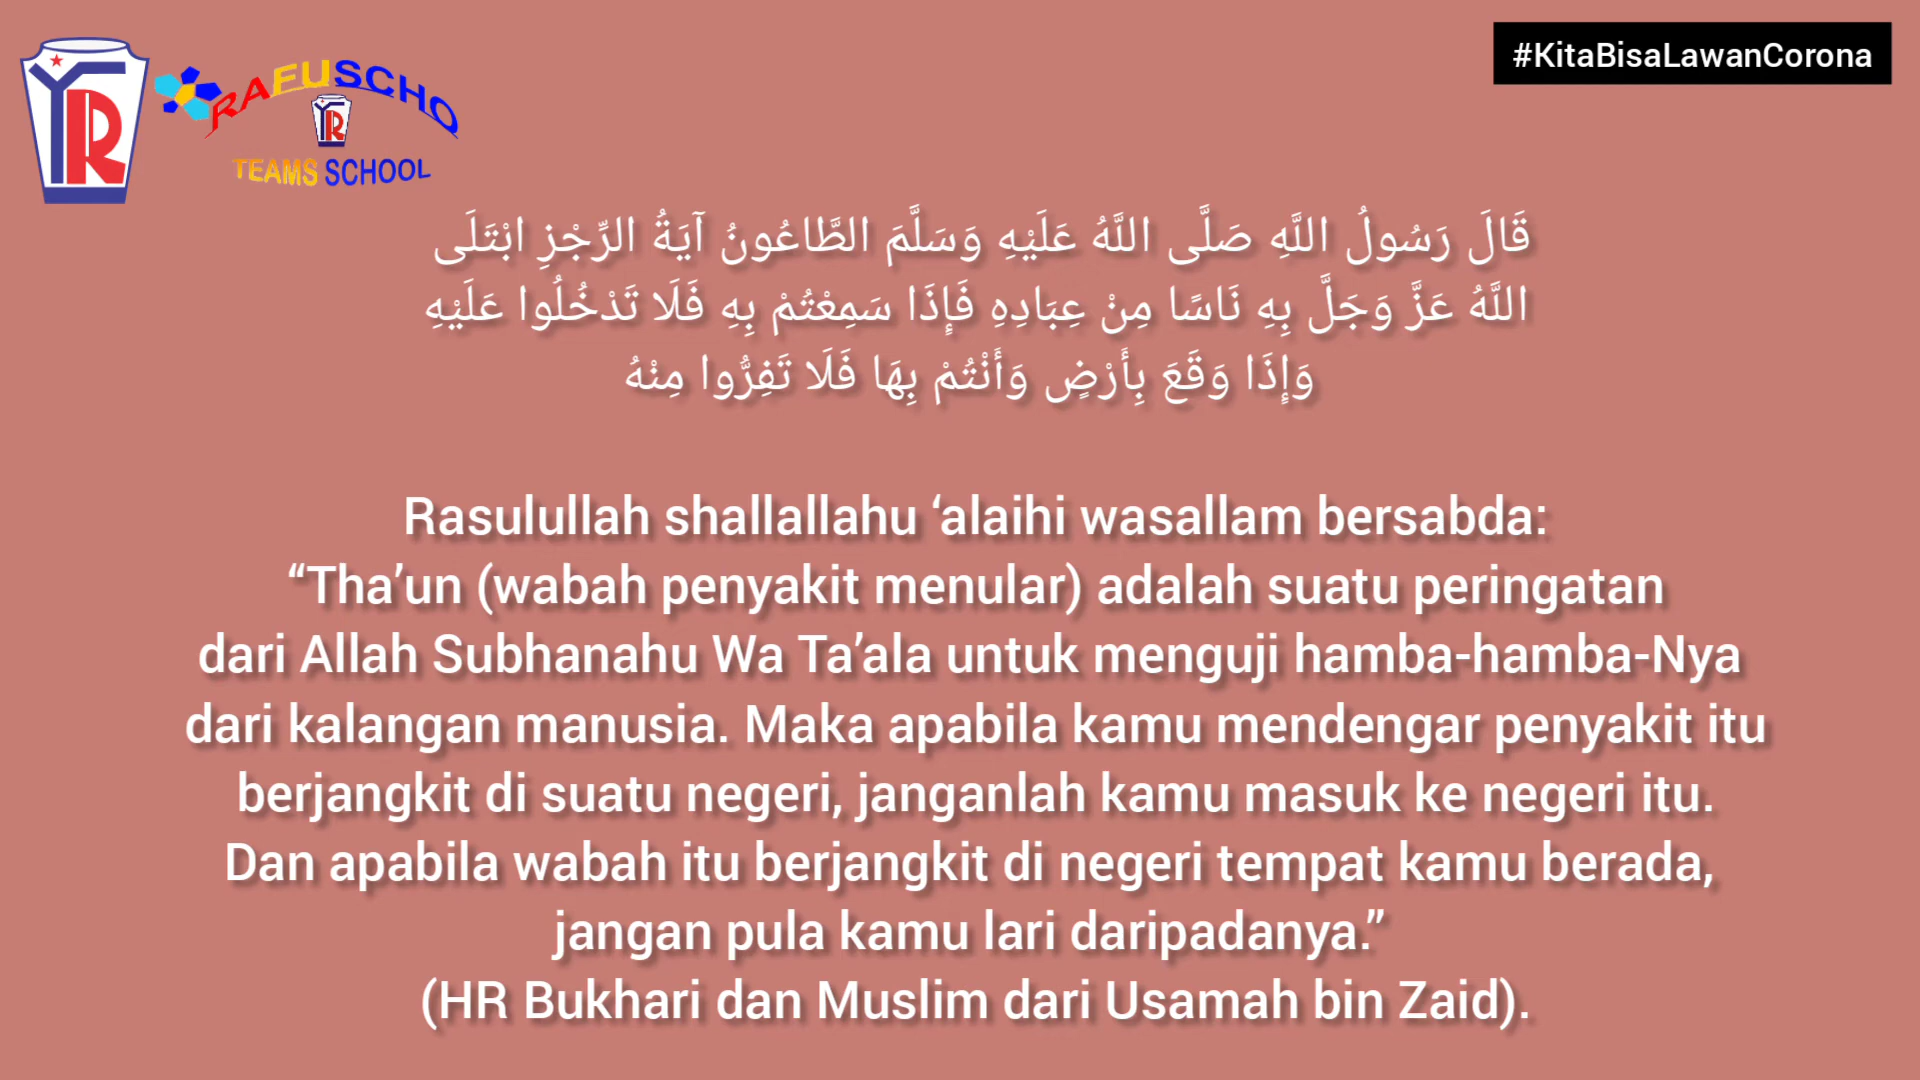 #KitaBisaLawanCorona
YR
RAFUSCHO
YR
TEAMS SCHOOL
قَالَ رَسُولُ اللَّهِ صَلَّى اللَّهُ عَلَيْهِ وَسَلَّمَ الطَّاعُونُ آيَةُ الرِّجْزِ ابْتَلَى
اللَّهُ عَزَّ وَجَلَّ بِهِ نَاسًا مِنْ عِبَادِهِ فَإِذَا سَمِعْتُمْ بِهِ فَلَا تَدْخُلُوا عَلَيْهِ
وَإِذَا وَقَعَ بِأَرْضٍ وَأَنْتُمْ بِهَا فَلَا تَفِرُّوا مِنْهُ
Rasulullah shallallahu ‘alaihi wasallam bersabda:
“Tha’un (wabah penyakit menular) adalah suatu peringatan
dari Allah Subhanahu Wa Ta’ala untuk menguji hamba-hamba-Nya
dari kalangan manusia. Maka apabila kamu mendengar penyakit itu
berjangkit di suatu negeri, janganlah kamu masuk ke negeri itu.
Dan apabila wabah itu berjangkit di negeri tempat kamu berada,
jangan pula kamu lari daripadanya.”
(HR Bukhari dan Muslim dari Usamah bin Zaid).